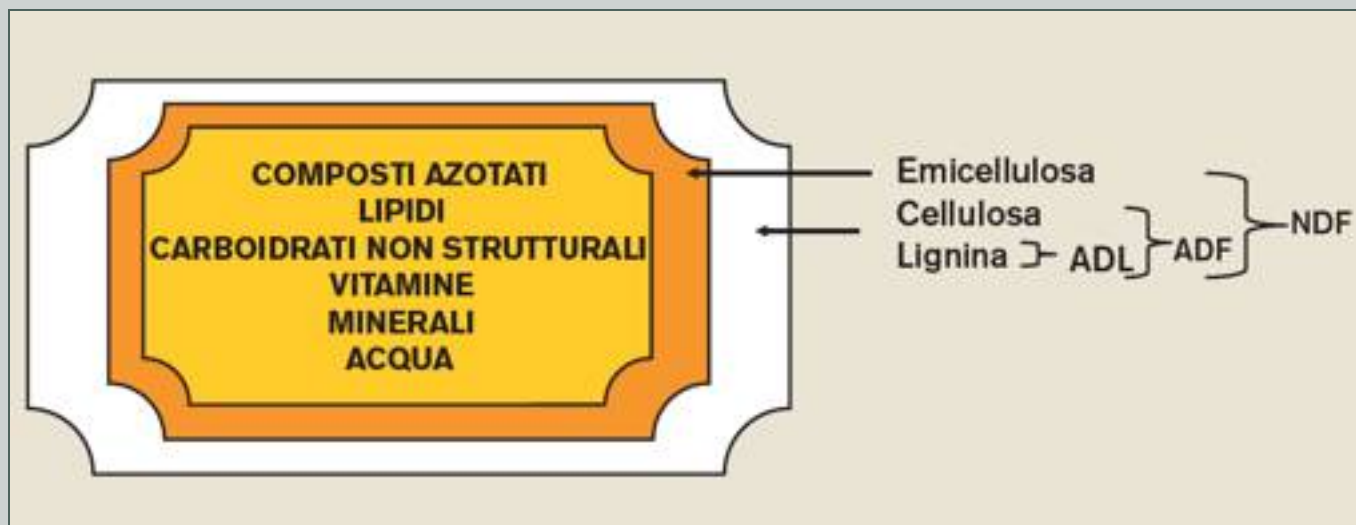 COMPOSTI AZOTATI
LIPIDI
CARBOIDRATI NON STRUTTURALI
VITAMINE
MINERALI
ACQUA
Emicellulosa
Cellulosa
Lignina
ADL
ADF
NDF